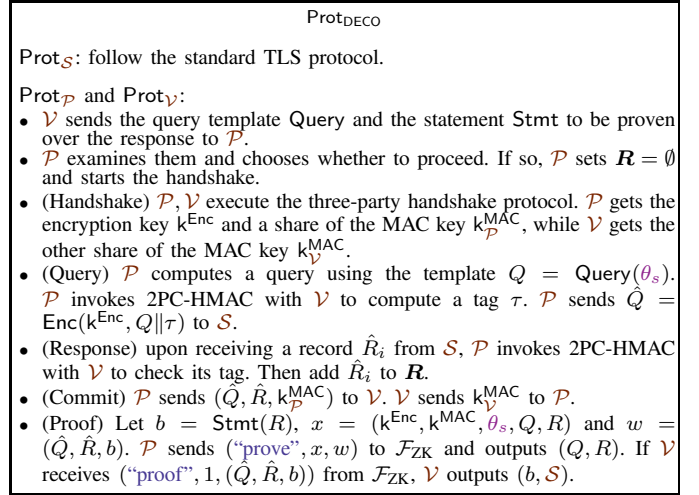 Prot_DECO
Prot_𝒮: follow the standard TLS protocol.
Prot_𝒫 and Prot_𝒱:
• 𝒱 sends the query template Query and the statement Stmt to be proven
over the response to 𝒫.
• 𝒫 examines them and chooses whether to proceed. If so, 𝒫 sets 𝑹 = ∅
and starts the handshake.
• (Handshake) 𝒫, 𝒱 execute the three-party handshake protocol. 𝒫 gets the
encryption key k^Enc and a share of the MAC key k_𝒫^MAC, while 𝒱 gets the
other share of the MAC key k_𝒱^MAC.
• (Query) 𝒫 computes a query using the template Q = Query(θ_s).
𝒫 invokes 2PC-HMAC with 𝒱 to compute a tag τ. 𝒫 sends Q̂ =
Enc(k^Enc, Q‖τ) to 𝒮.
• (Response) upon receiving a record R̂_i from 𝒮, 𝒫 invokes 2PC-HMAC
with 𝒱 to check its tag. Then add R̂_i to 𝑹.
• (Commit) 𝒫 sends (Q̂, R̂, k_𝒫^MAC) to 𝒱. 𝒱 sends k_𝒱^MAC to 𝒫.
• (Proof) Let b = Stmt(R), x = (k^Enc, k^MAC, θ_s, Q, R) and w =
(Q̂, R̂, b). 𝒫 sends (“prove”, x, w) to ℱ_ZK and outputs (Q, R). If 𝒱
receives (“proof”, 1, (Q̂, R̂, b)) from ℱ_ZK, 𝒱 outputs (b, 𝒮).